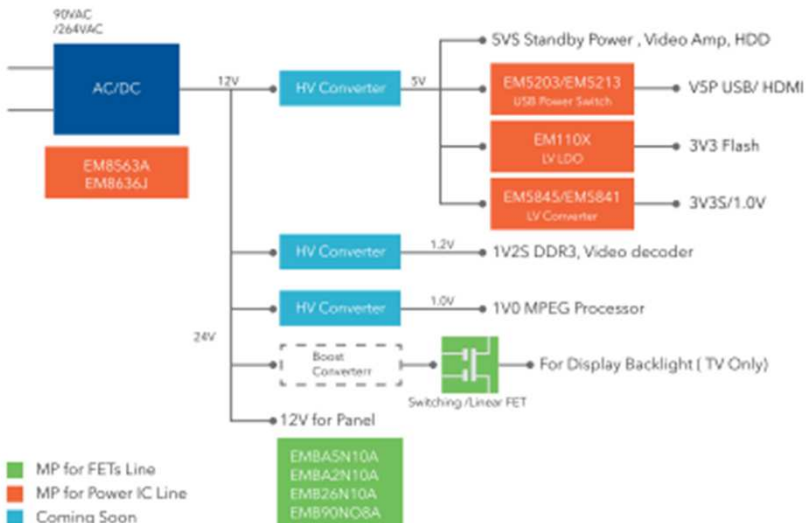 90VAC
/264VAC
AC/DC
EM8563A
EM8636J
12V
HV Converter
5V
5VS Standby Power , Video Amp, HDD
EM5203/EM5213
USB Power Switch
V5P USB/ HDMI
EM110X
LV LDO
3V3 Flash
EM5845/EM5841
LV Converter
3V3S/1.0V
HV Converter
1.2V
1V2S DDR3, Video decoder
HV Converter
1.0V
1V0 MPEG Processor
24V
Boost
Converterr
Switching /Linear FET
For Display Backlight ( TV Only)
12V for Panel
EMBA5N10A
EMBA2N10A
EMB26N10A
EMB90NO8A
MP for FETs Line
MP for Power IC Line
Coming Soon